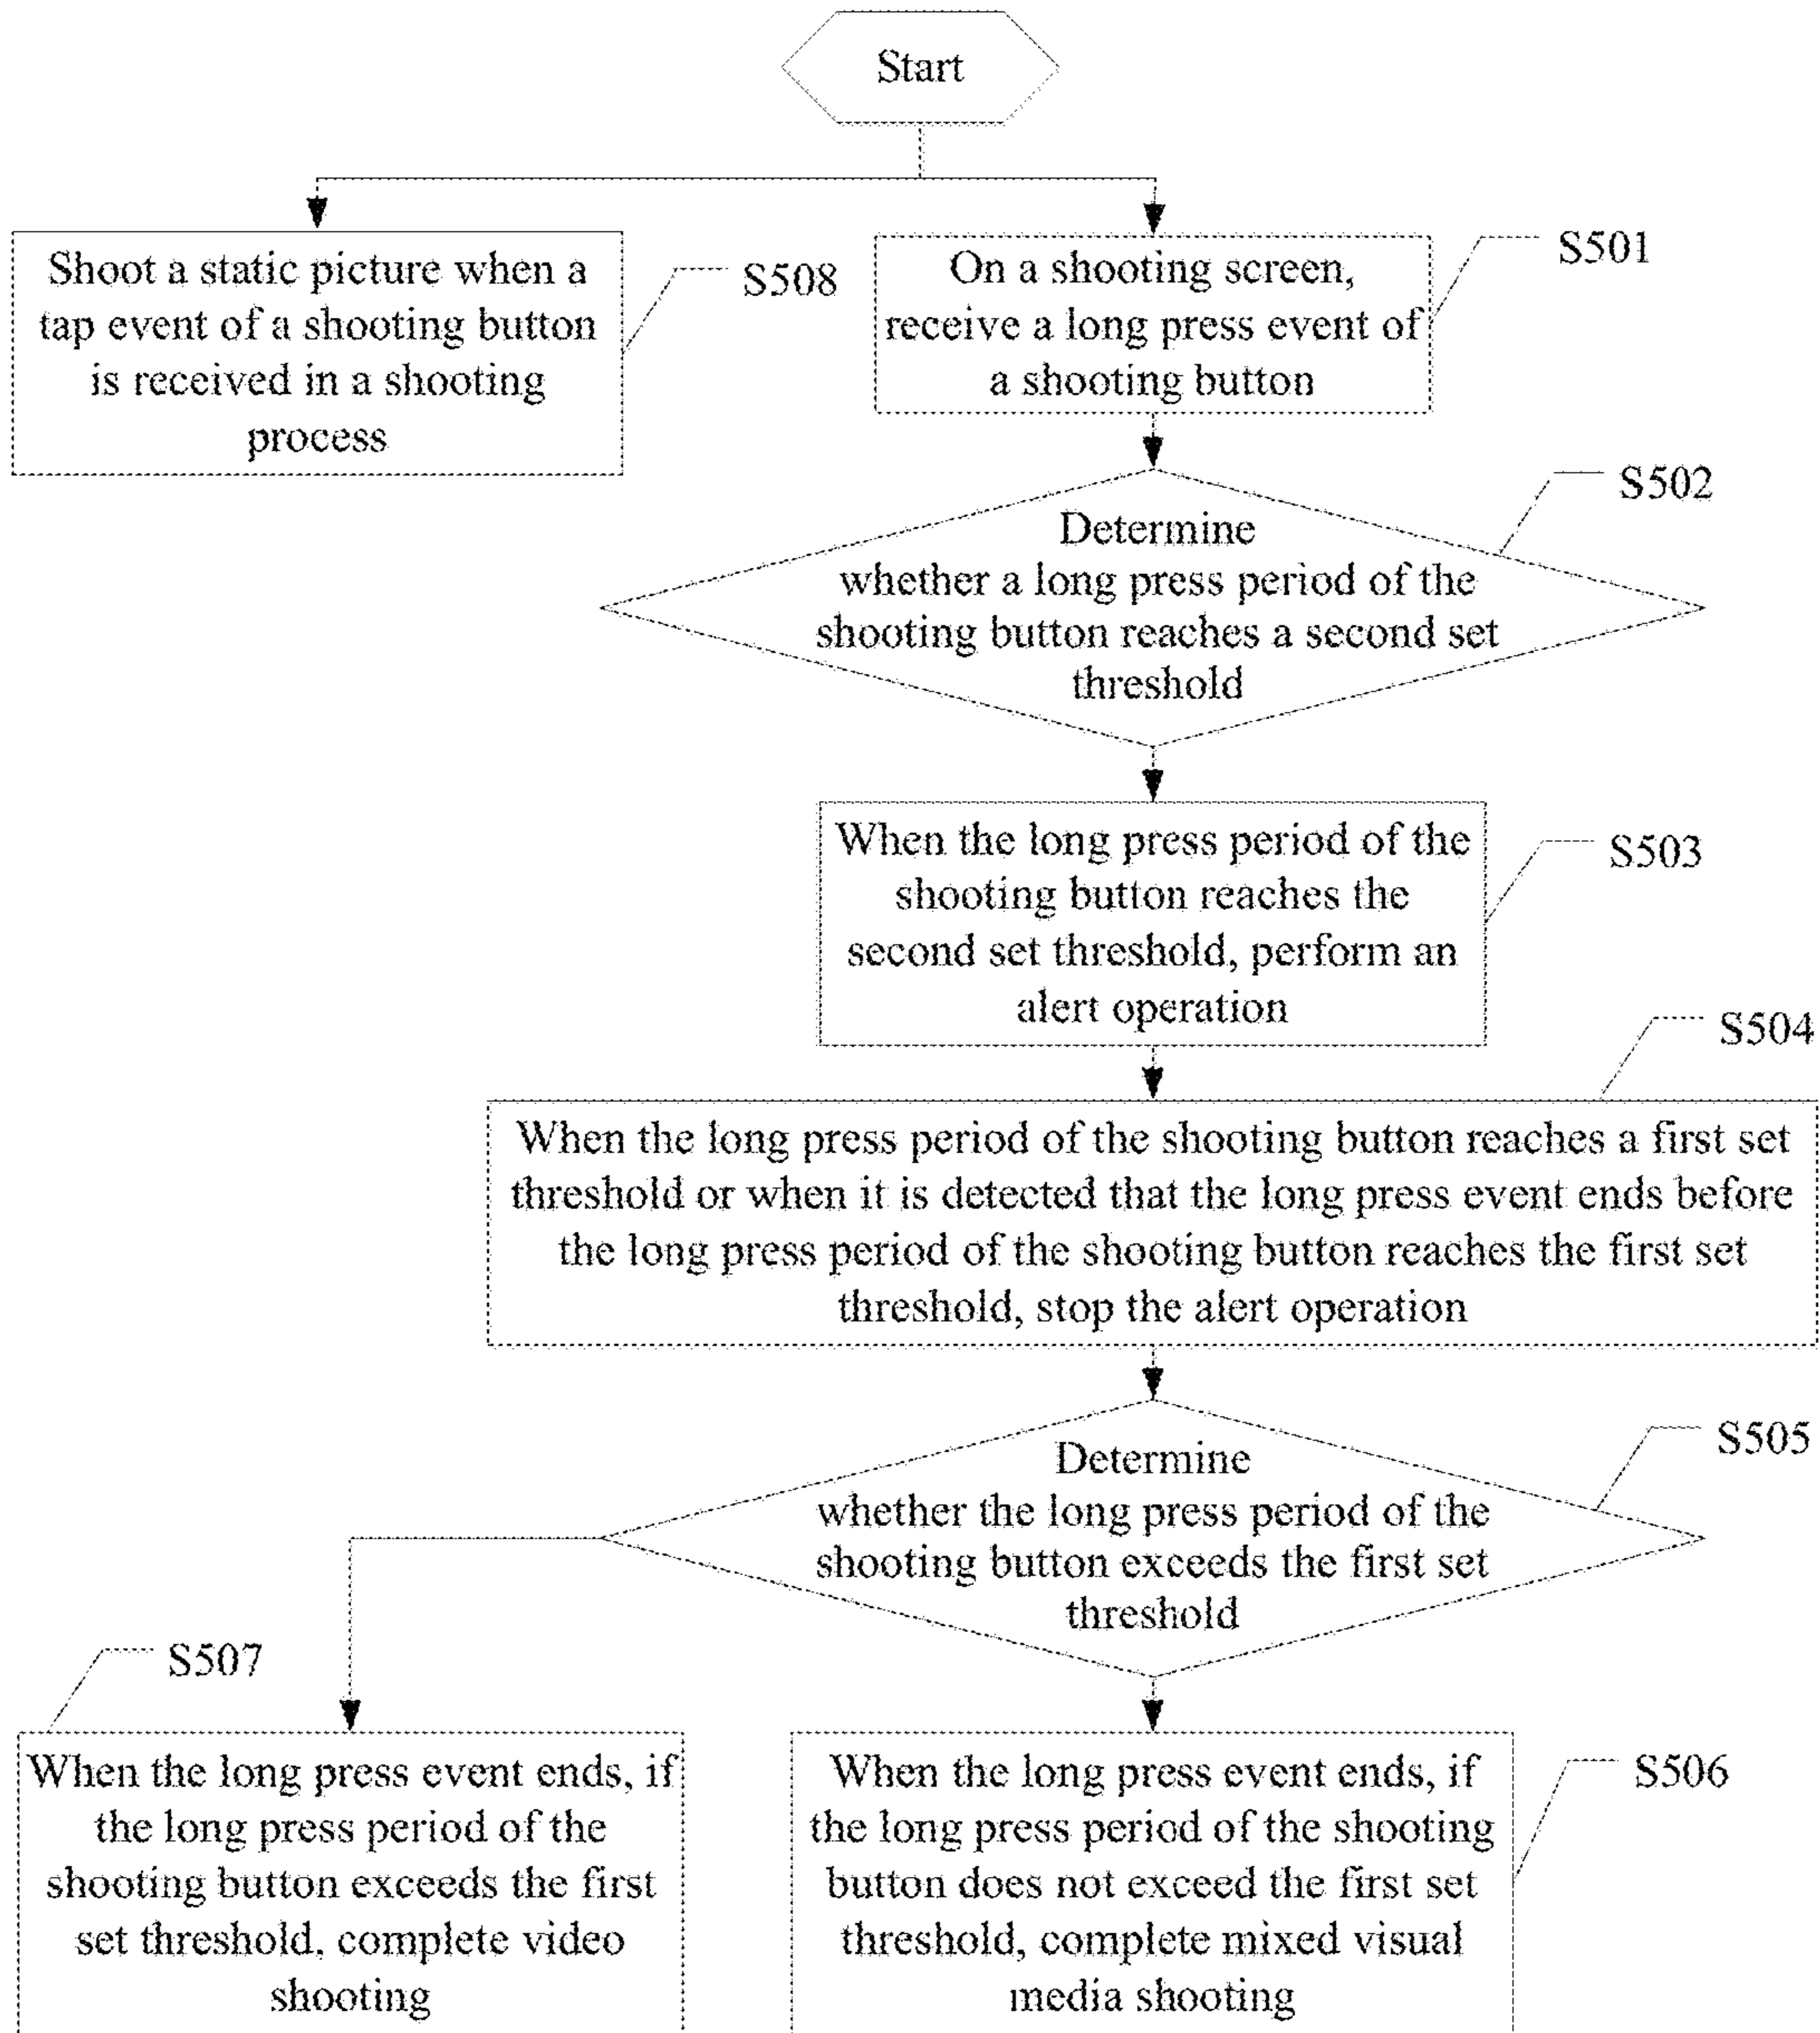 Start
Shoot a static picture when a
tap event of a shooting button
is received in a shooting
process
S508
On a shooting screen,
receive a long press event of
a shooting button
S501
Determine
whether a long press period of the
shooting button reaches a second set
threshold
S502
When the long press period of the
shooting button reaches the
second set threshold, perform an
alert operation
S503
S504
When the long press period of the shooting button reaches a first set
threshold or when it is detected that the long press event ends before
the long press period of the shooting button reaches the first set
threshold, stop the alert operation
Determine
whether the long press period of the
shooting button exceeds the first set
threshold
S505
S507
When the long press event ends, if
the long press period of the
shooting button exceeds the first
set threshold, complete video
shooting
When the long press event ends, if
the long press period of the shooting
button does not exceed the first set
threshold, complete mixed visual
media shooting
S506